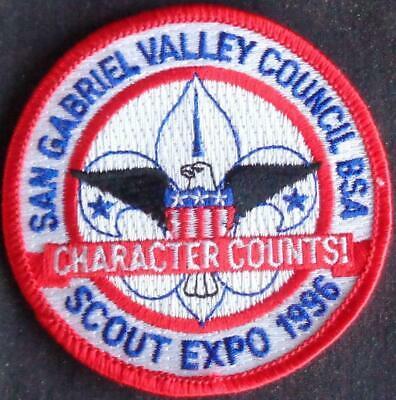 SAN GABRIEL VALLEY COUNCIL BSA
CHARACTER COUNTS!
SCOUT EXPO 1996